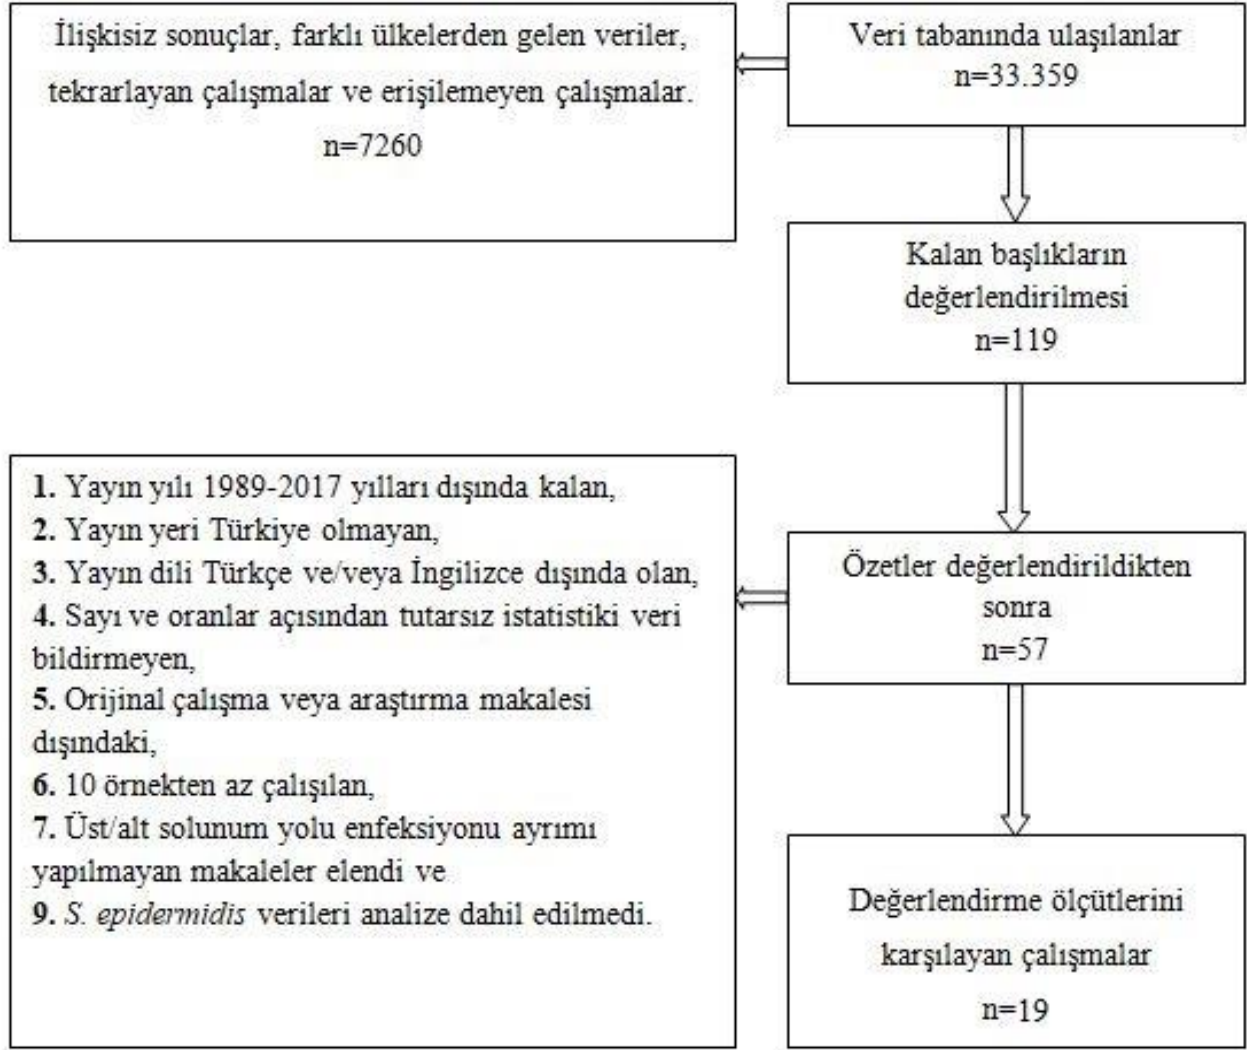 İlişkisiz sonuçlar, farklı ülkelerden gelen veriler,
tekrarlayan çalışmalar ve erişilemeyen çalışmalar.
n=7260
Veri tabanında ulaşılanlar
n=33.359
Kalan başlıkların
değerlendirilmesi
n=119
1. Yayın yılı 1989-2017 yılları dışında kalan,
2. Yayın yeri Türkiye olmayan,
3. Yayın dili Türkçe ve/veya İngilizce dışında olan,
4. Sayı ve oranlar açısından tutarsız istatistiki veri
bildirmeyen,
5. Orijinal çalışma veya araştırma makalesi
dışındaki,
6. 10 örnekten az çalışılan,
7. Üst/alt solunum yolu enfeksiyonu ayrımı
yapılmayan makaleler elendi ve
9. S. epidermidis verileri analize dahil edilmedi.
Özetler değerlendirildikten
sonra
n=57
Değerlendirme ölçütlerini
karşılayan çalışmalar
n=19